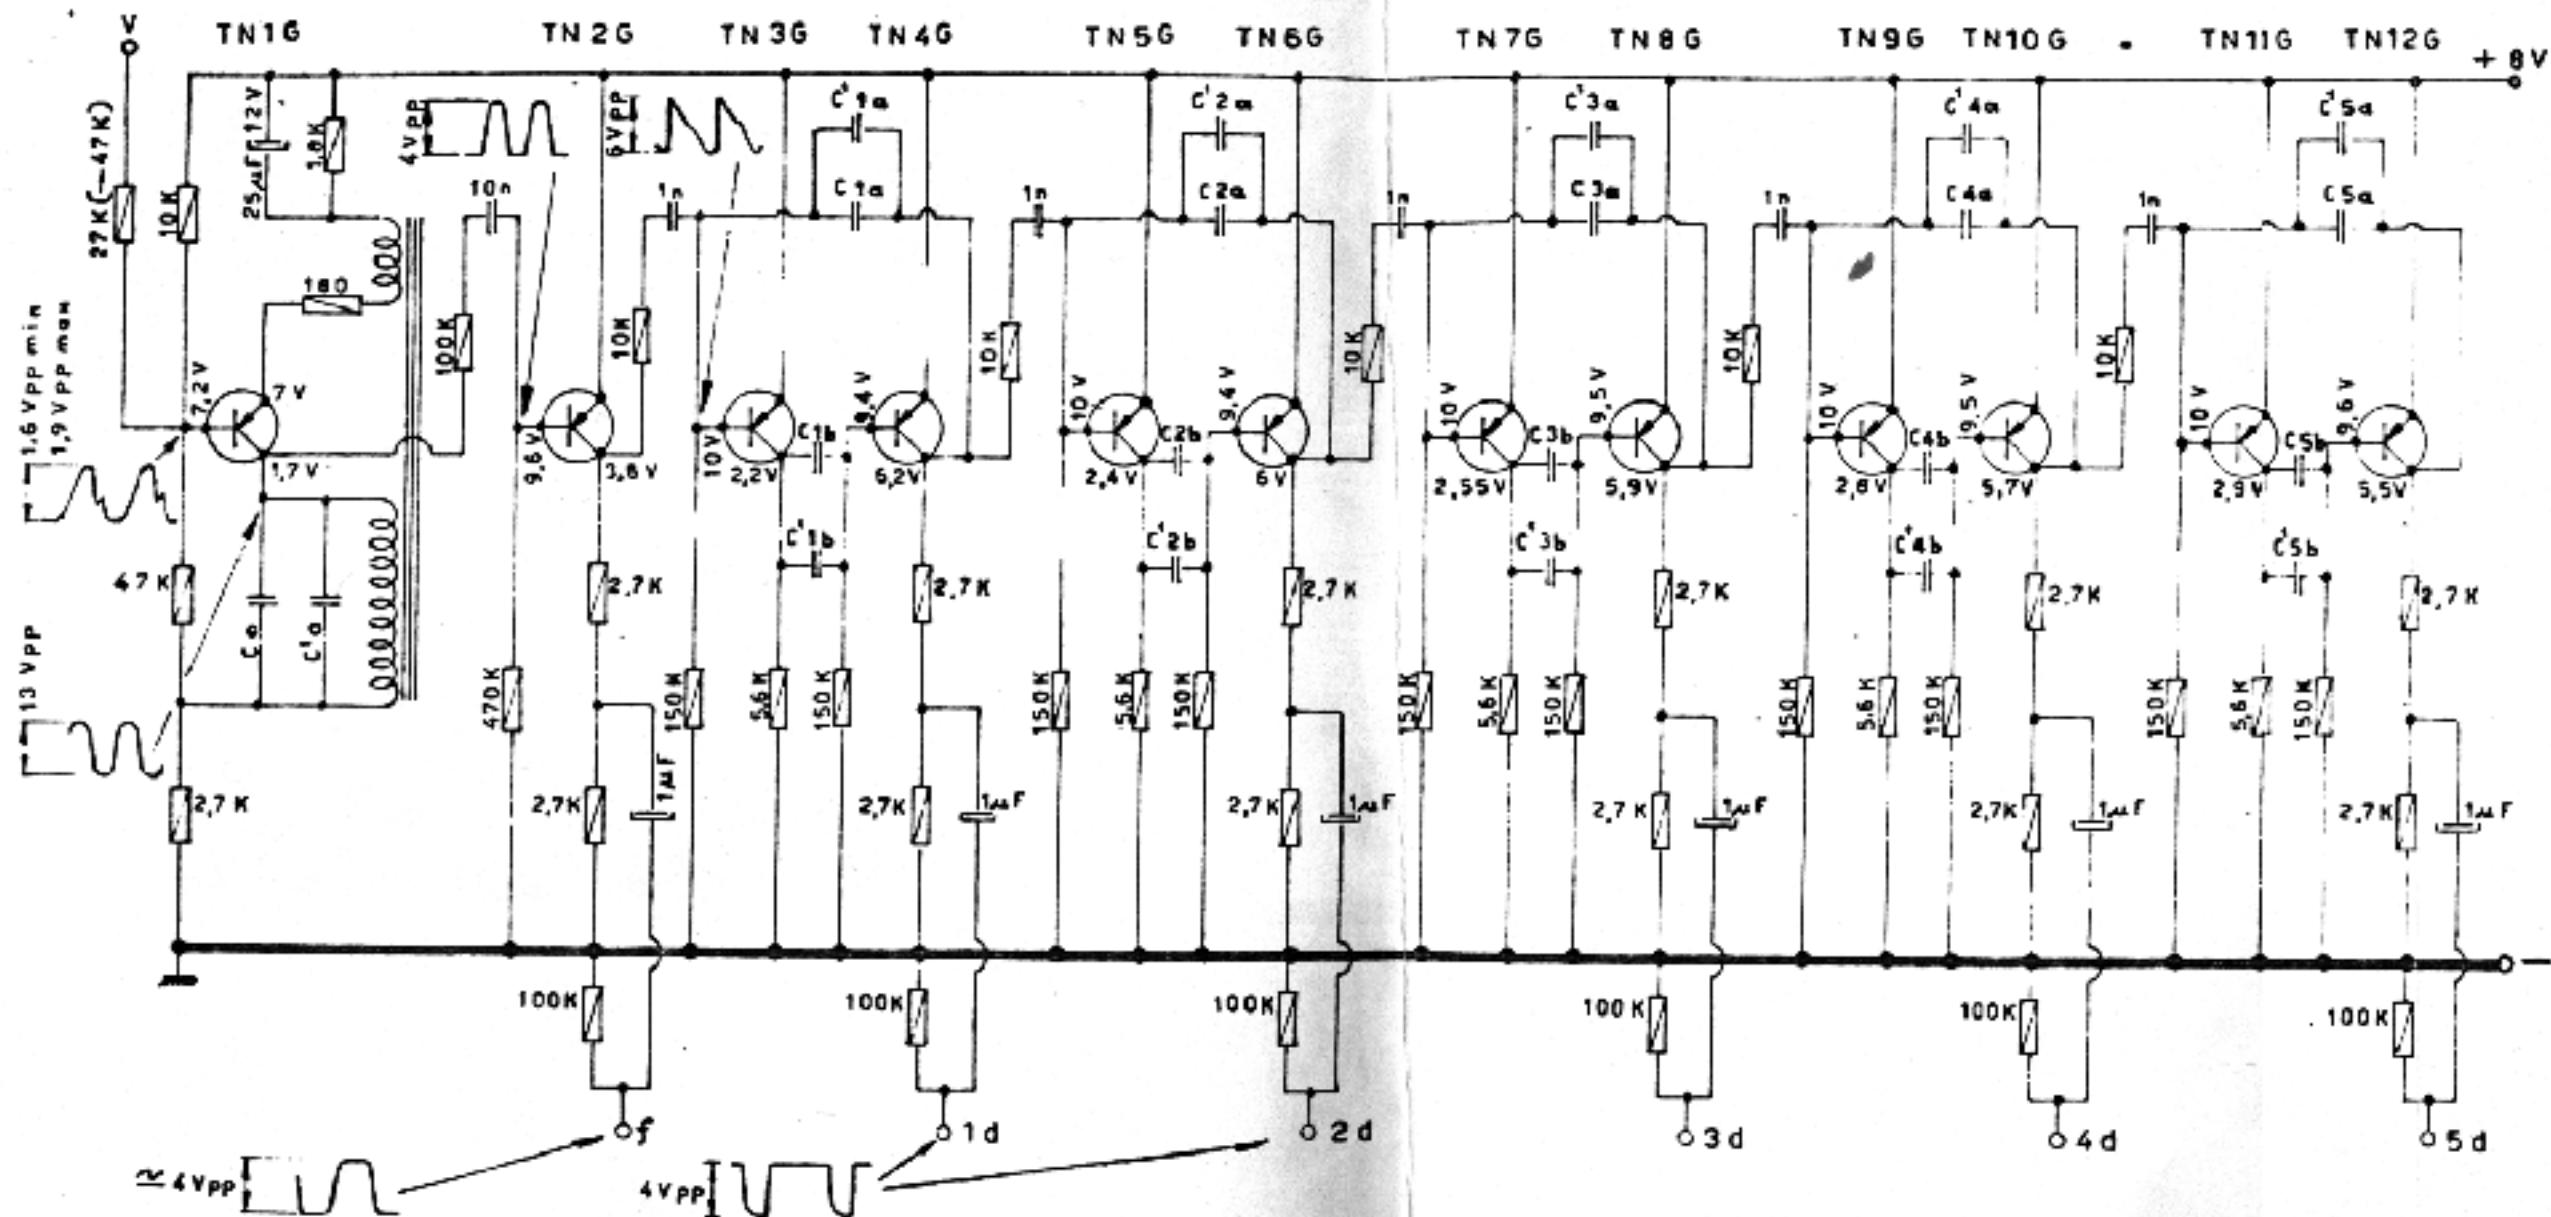 V
TN1G
TN2G
TN3G
TN4G
TN5G
TN6G
TN7G
TN8G
TN9G
TN10G
TN11G
TN12G
+ 8V
27K(–47K)
10K
25µF 12V
4VPP
6VPP
C'1a
C1a
C'2a
C2a
C'3a
C3a
C'4a
C4a
C'5a
C5a
10n
1n
1n
1n
1n
1n
180
100K
10K
10K
10K
10K
10K
1,6 Vpp min
1,9 Vpp max
7,2V
7V
1,7V
9,6V
3,8V
10V
2,2V
C1b
9,4V
6,2V
10V
2,4V
C2b
9,4V
6V
10V
2,55V
C3b
9,5V
5,9V
10V
2,8V
C4b
9,5V
5,7V
10V
2,9V
C5b
9,6V
5,5V
C'1b
C'2b
C'3b
C'4b
C'5b
47K
Co
C'o
2,7K
2,7K
2,7K
2,7K
2,7K
2,7K
13 VPP
470K
150K
5,6K
150K
150K
5,6K
150K
150K
5,6K
150K
150K
5,6K
150K
150K
5,6K
150K
2,7K
2,7K
1µF
2,7K
1µF
2,7K
1µF
2,7K
1µF
2,7K
1µF
2,7K
1µF
–
100K
100K
100K
100K
100K
100K
f
1d
2d
3d
4d
5d
≃ 4Vpp
4Vpp